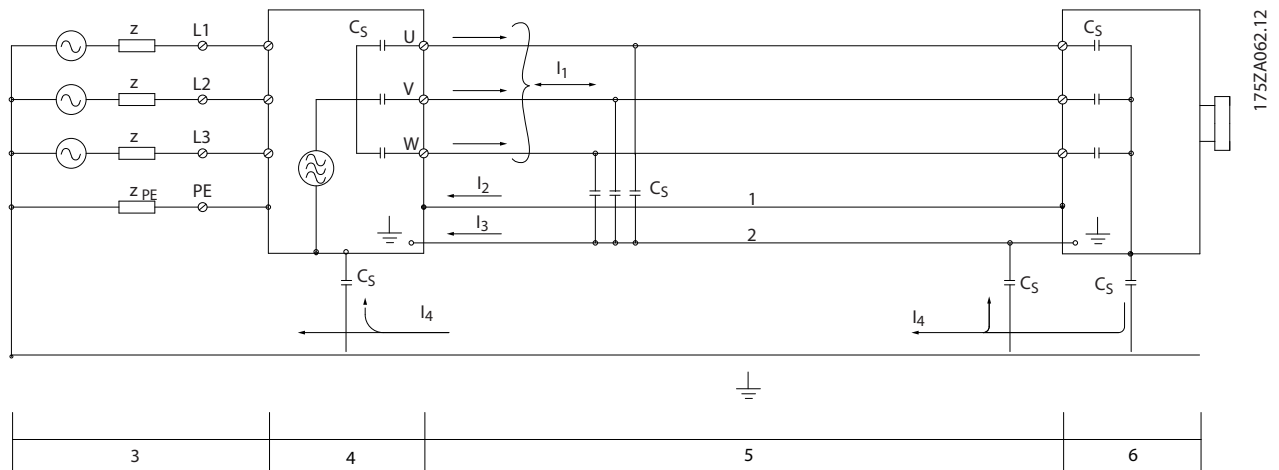 z L1 C_S U C_S
I_1
z L2 V
z L3 W
I_2 C_S
z_PE PE 1
I_3 2
C_S C_S C_S
I_4 I_4
3 4 5 6
175ZA062.12